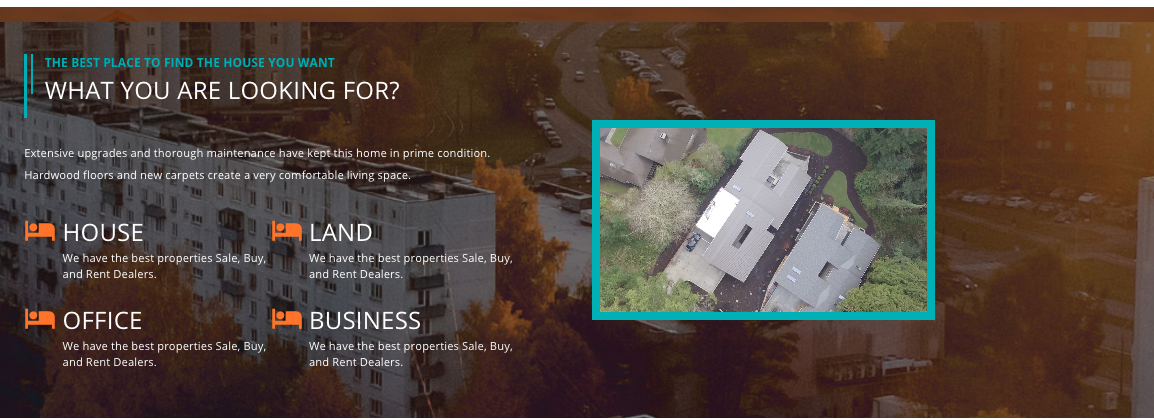 THE BEST PLACE TO FIND THE HOUSE YOU WANT
WHAT YOU ARE LOOKING FOR?
Extensive upgrades and thorough maintenance have kept this home in prime condition.
Hardwood floors and new carpets create a very comfortable living space.
HOUSE
We have the best properties Sale, Buy,
and Rent Dealers.
LAND
We have the best properties Sale, Buy,
and Rent Dealers.
OFFICE
We have the best properties Sale, Buy,
and Rent Dealers.
BUSINESS
We have the best properties Sale, Buy,
and Rent Dealers.